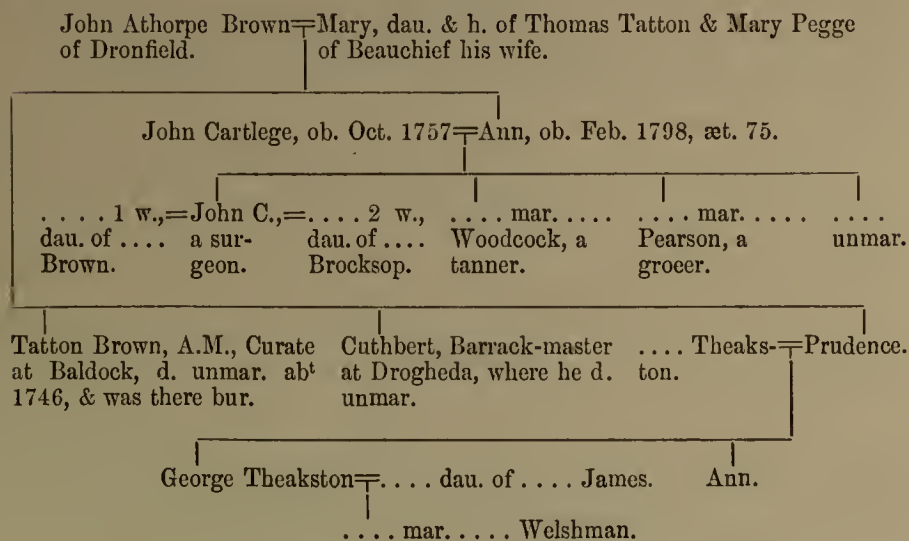 John Athorpe Brown=Mary, dau. & h. of Thomas Tatton & Mary Pegge
of Dronfield. of Beauchief his wife.
John Cartlege, ob. Oct. 1757=Ann, ob. Feb. 1798, æt. 75.
. . . . 1 w.,=John C.,=. . . . 2 w., . . . . mar. . . . . . . . . . mar. . . . . . . . . .
dau. of . . . . a sur- dau. of . . . . Woodcock, a Pearson, a unmar.
Brown. geon. Brocksop. tanner. grocer.
Tatton Brown, A.M., Curate Cuthbert, Barrack-master . . . . Theaks-=Prudence.
at Baldock, d. unmar. abt at Drogheda, where he d. ton.
1746, & was there bur. unmar.
George Theakston=. . . . dau. of . . . . James. Ann.
. . . . mar. . . . . . Welshman.